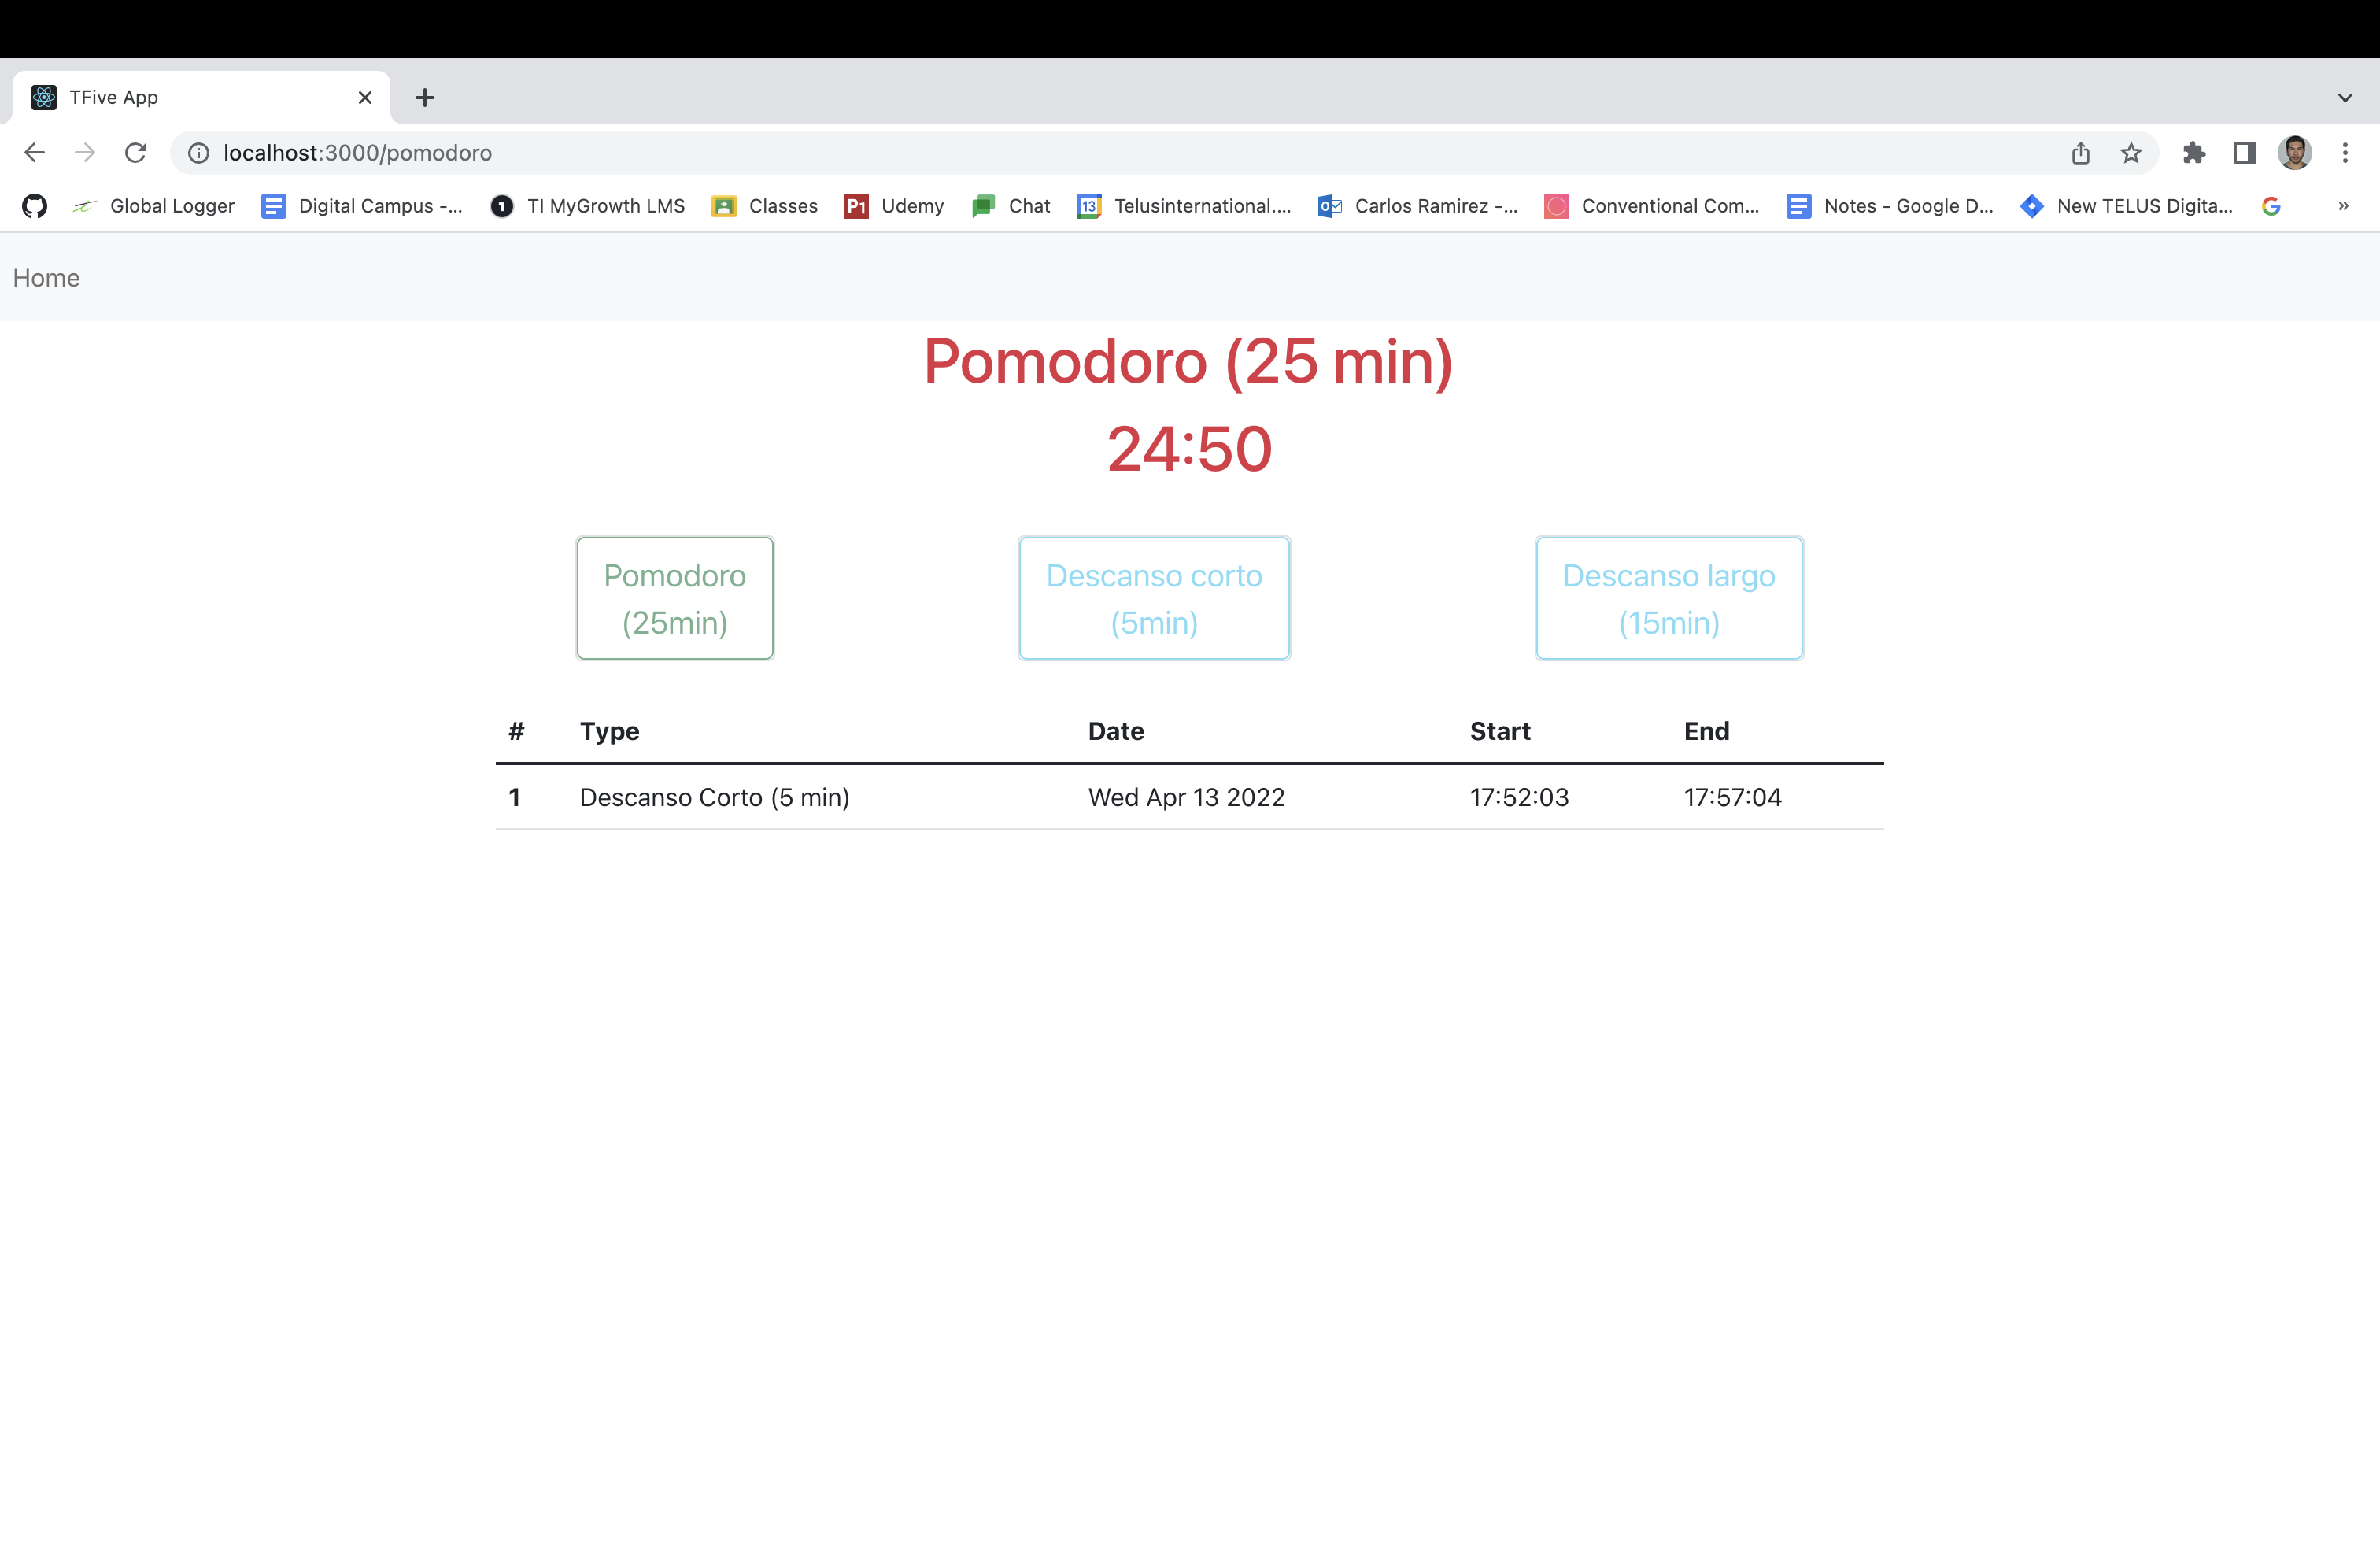 TFive App
localhost:3000/pomodoro
Global Logger Digital Campus -... 1 TI MyGrowth LMS Classes P1 Udemy Chat 13 Telusinternational.... Carlos Ramirez -... Conventional Com... Notes - Google D... New TELUS Digita... G »
Home
Pomodoro (25 min)
24:50
Pomodoro
(25min)
Descanso corto
(5min)
Descanso largo
(15min)
# Type Date Start End
1 Descanso Corto (5 min) Wed Apr 13 2022 17:52:03 17:57:04